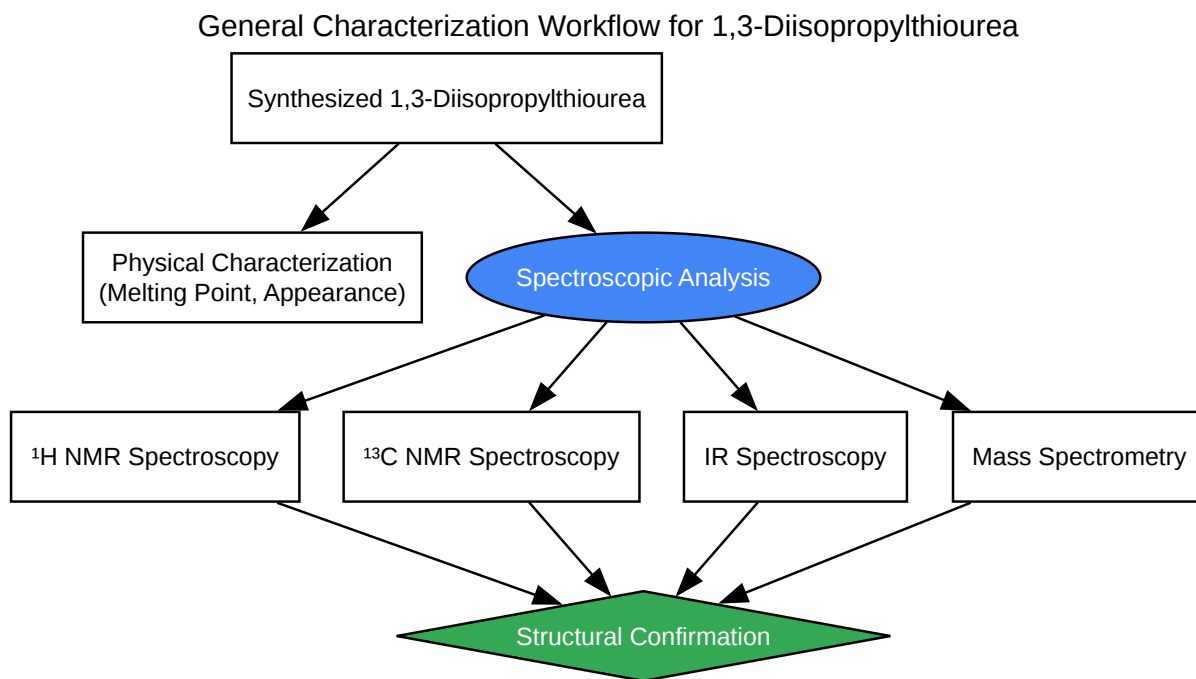 General Characterization Workflow for 1,3-Diisopropylthiourea
Synthesized 1,3-Diisopropylthiourea
Physical Characterization
(Melting Point, Appearance)
Spectroscopic Analysis
¹H NMR Spectroscopy
¹³C NMR Spectroscopy
IR Spectroscopy
Mass Spectrometry
Structural Confirmation